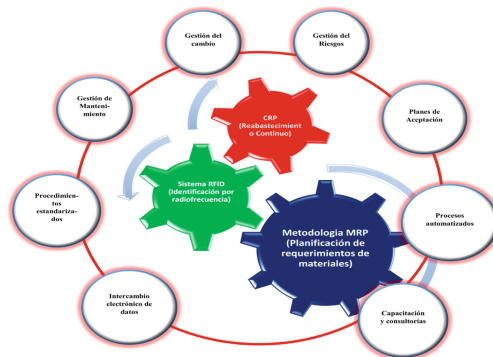 Gestión del
cambio
Gestión del
Riesgos
Gestión de
Manteni-
miento
CRP
(Reabastecimient
o Continuo)
Planes de
Aceptación
Sistema RFID
(Identificación por
radiofrecuencia)
Procedimien-
tos
estandariza-
dos
Metodologia MRP
(Planificación de
requerimientos de
materiales)
Procesos
automatizados
Intercambio
electrónico de
datos
Capacitación
y consultorías